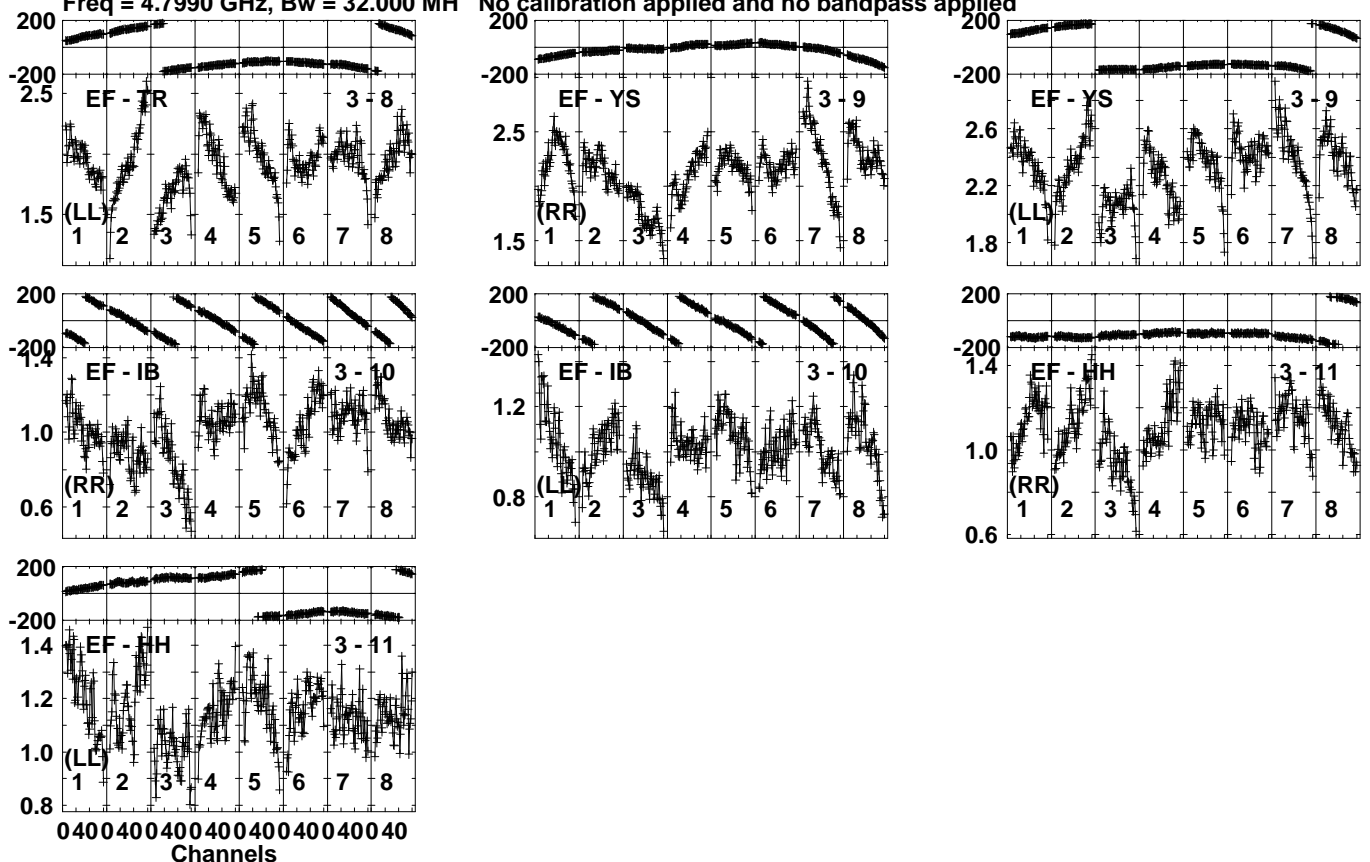 Freq = 4.7990 GHz, Bw = 32.000 MH No calibration applied and no bandpass applied
200
-200
EF - TR 3 - 8
2.5
1.5
(LL)
1 2 3 4 5 6 7 8
200
-200
EF - YS 3 - 9
2.5
1.5
(RR)
1 2 3 4 5 6 7 8
200
-200
EF - YS 3 - 9
2.6
2.2
1.8
(LL)
1 2 3 4 5 6 7 8
200
-200
EF - IB 3 - 10
1.4
1.0
0.6
(RR)
1 2 3 4 5 6 7 8
200
-200
EF - IB 3 - 10
1.2
0.8
(LL)
1 2 3 4 5 6 7 8
200
-200
EF - HH 3 - 11
1.4
1.0
0.6
(RR)
1 2 3 4 5 6 7 8
200
-200
EF - HH 3 - 11
1.4
1.2
1.0
0.8
(LL)
1 2 3 4 5 6 7 8
0 40 0 40 0 40 0 40 0 40 0 40 0 40 0 40
Channels